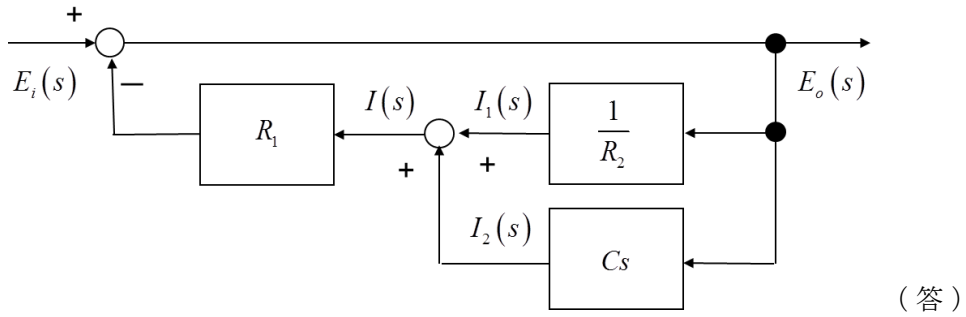 +
E_i(s)
−
R_1
I(s)
+
I_1(s)
+
1/R_2
E_o(s)
I_2(s)
Cs
(答)